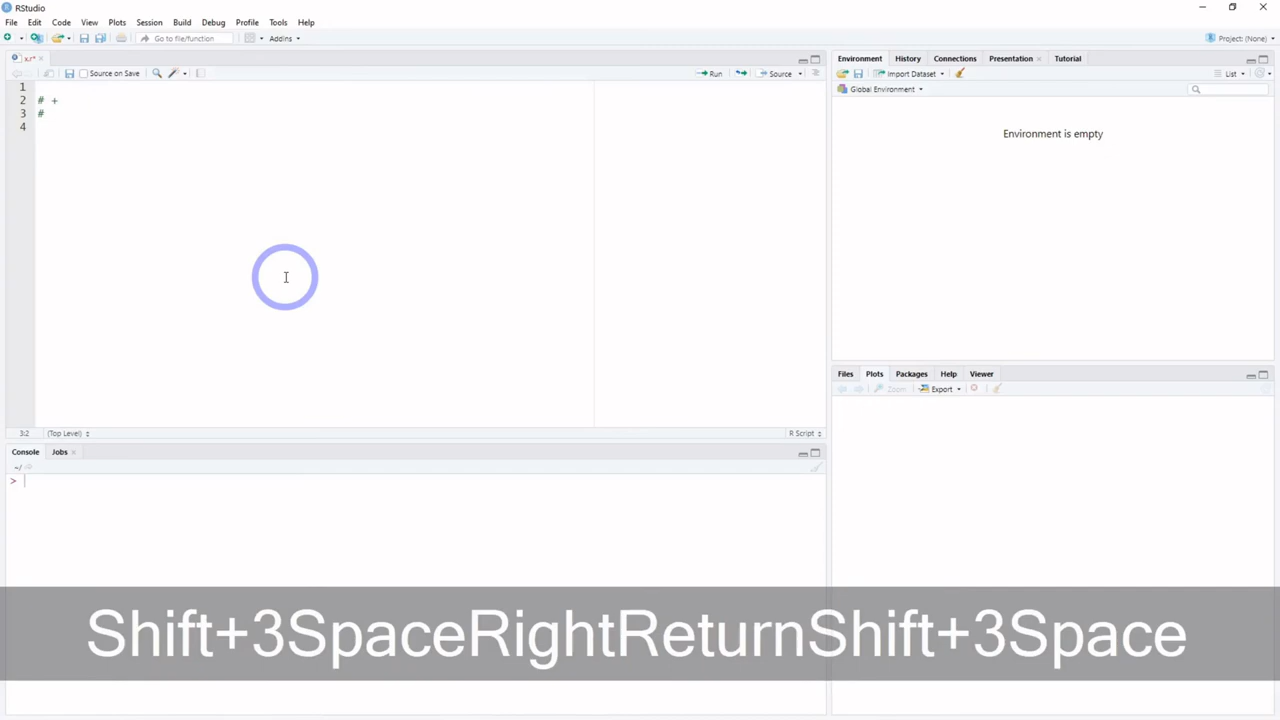 RStudio
File Edit Code View Plots Session Build Debug Profile Tools Help
Go to file/function Addins Project: (None)
x.r*
Source on Save Run Source
1
2 # +
3 #
4
3:2 (Top Level) R Script
Console Jobs
~/
>
Environment History Connections Presentation Tutorial
Import Dataset List
Global Environment
Environment is empty
Files Plots Packages Help Viewer
Zoom Export
Shift+3SpaceRightReturnShift+3Space